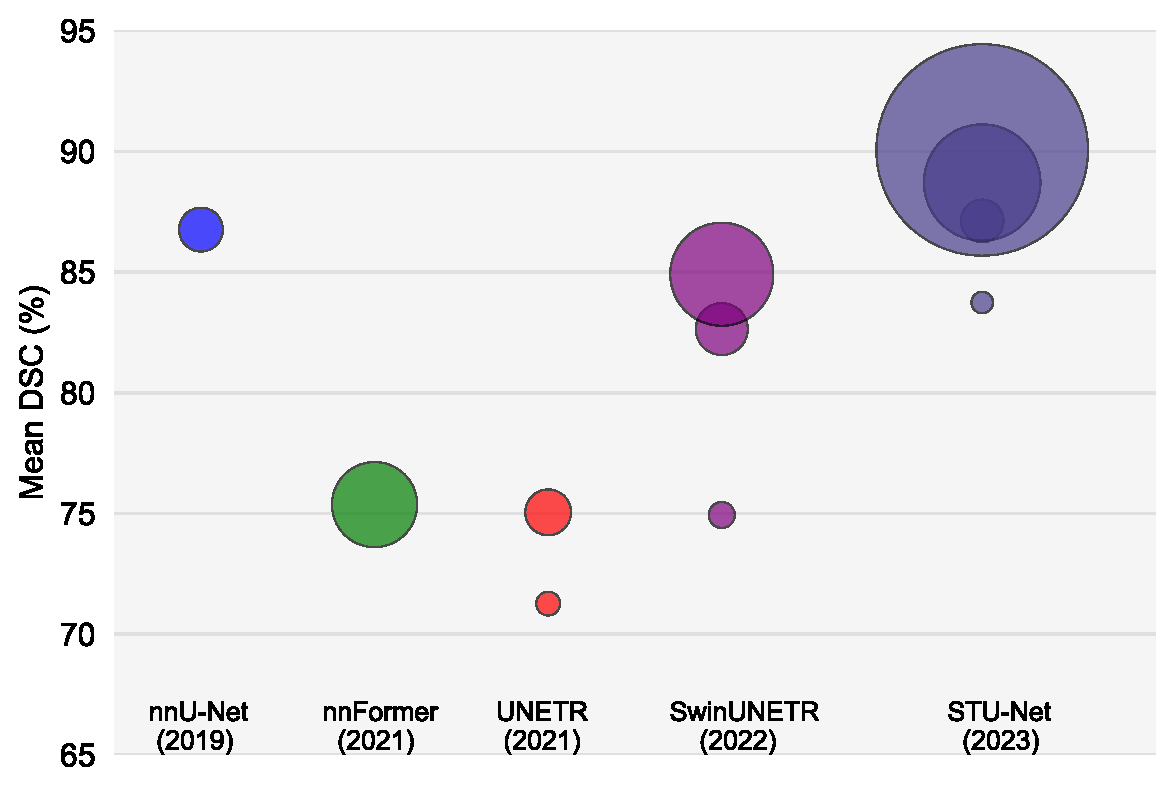 95
90
85
80
75
70
65
Mean DSC (%)
nnU-Net
(2019)
nnFormer
(2021)
UNETR
(2021)
SwinUNETR
(2022)
STU-Net
(2023)